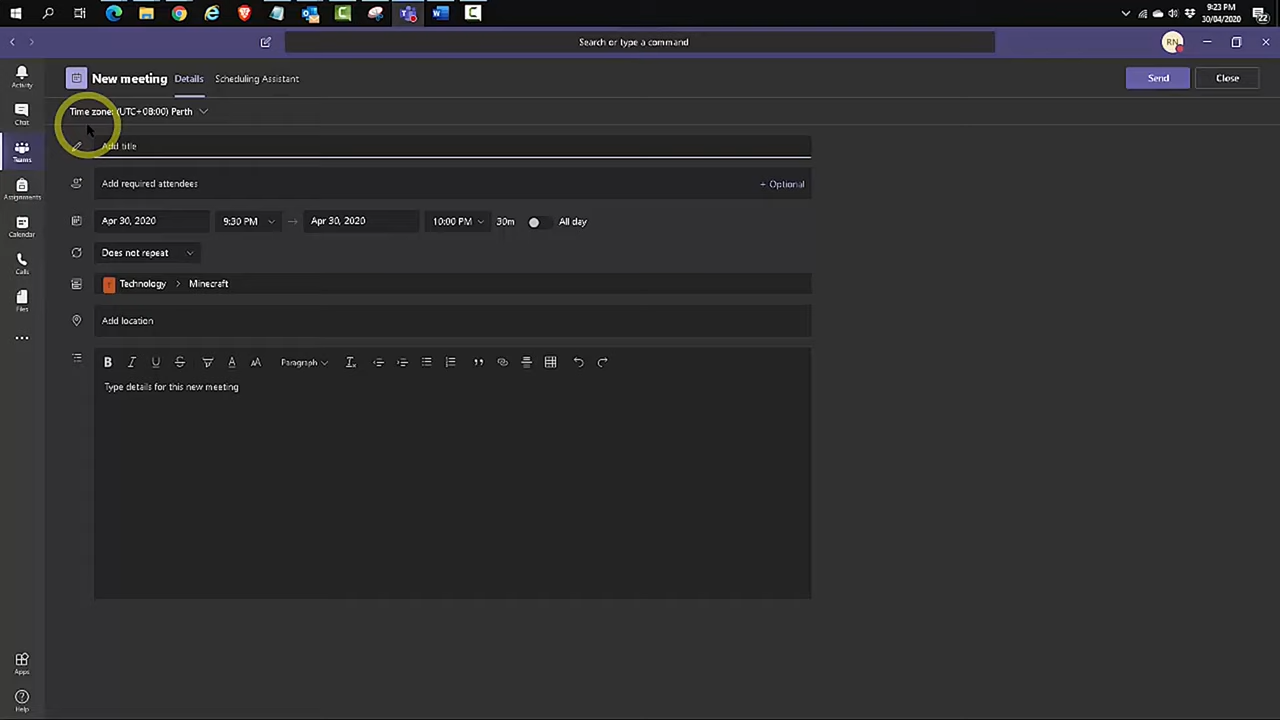 9:23 PM
30/04/2020
22
Search or type a command
RN
Activity
Chat
Teams
Assignments
Calendar
Calls
Files
Apps
Help
New meeting
Details
Scheduling Assistant
Send
Close
Time zone: (UTC+08:00) Perth
Add title
Add required attendees
+ Optional
Apr 30, 2020
9:30 PM
Apr 30, 2020
10:00 PM
30m
All day
Does not repeat
Technology > Minecraft
Add location
B I U S A AA Paragraph
Type details for this new meeting